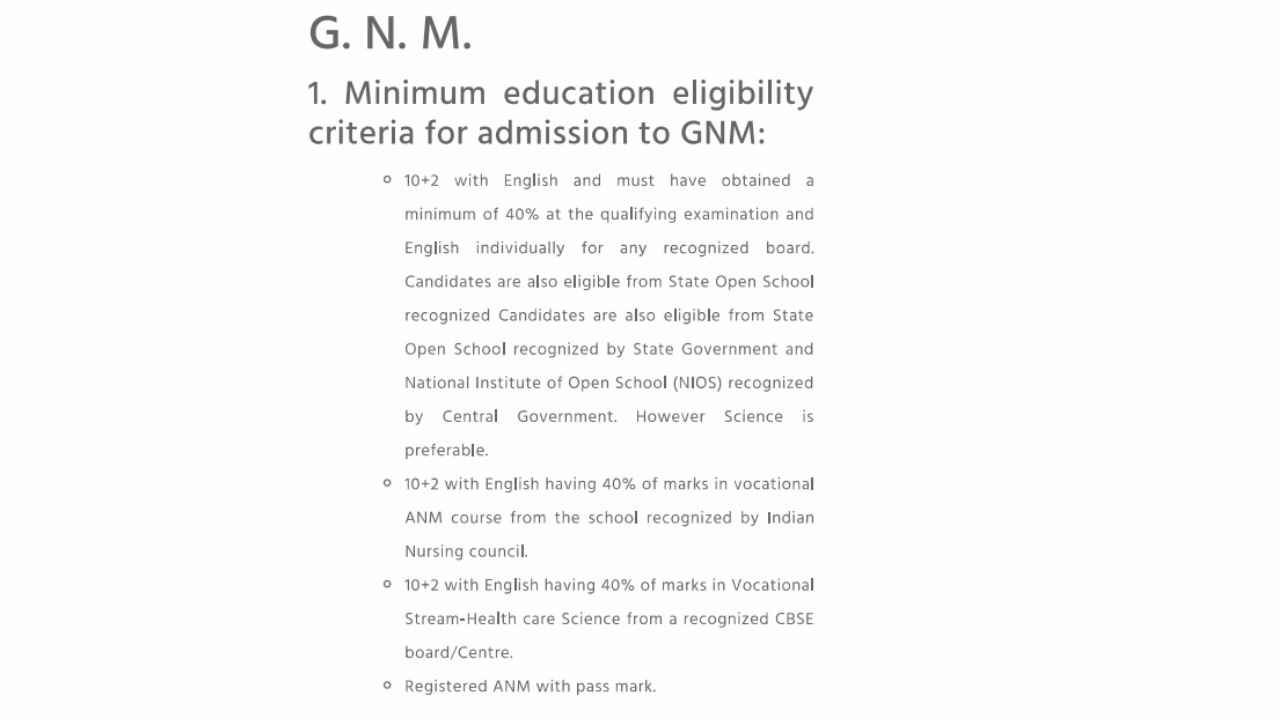 G. N. M.
1. Minimum education eligibility
criteria for admission to GNM:
10+2 with English and must have obtained a
minimum of 40% at the qualifying examination and
English individually for any recognized board.
Candidates are also eligible from State Open School
recognized Candidates are also eligible from State
Open School recognized by State Government and
National Institute of Open School (NIOS) recognized
by Central Government. However Science is
preferable.
10+2 with English having 40% of marks in vocational
ANM course from the school recognized by Indian
Nursing council.
10+2 with English having 40% of marks in Vocational
Stream-Health care Science from a recognized CBSE
board/Centre.
Registered ANM with pass mark.